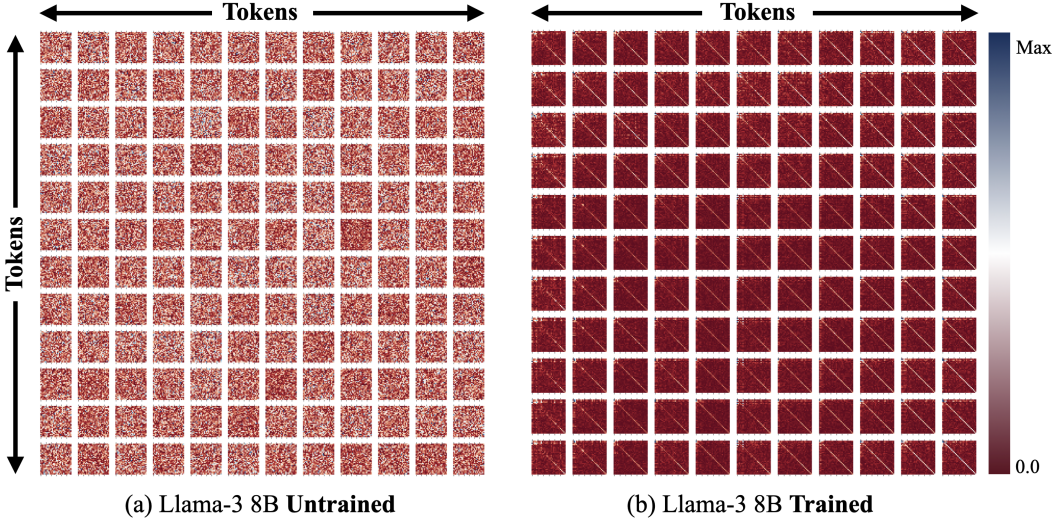 Tokens
Tokens
Tokens
Max
0.0
(a) Llama-3 8B Untrained
(b) Llama-3 8B Trained